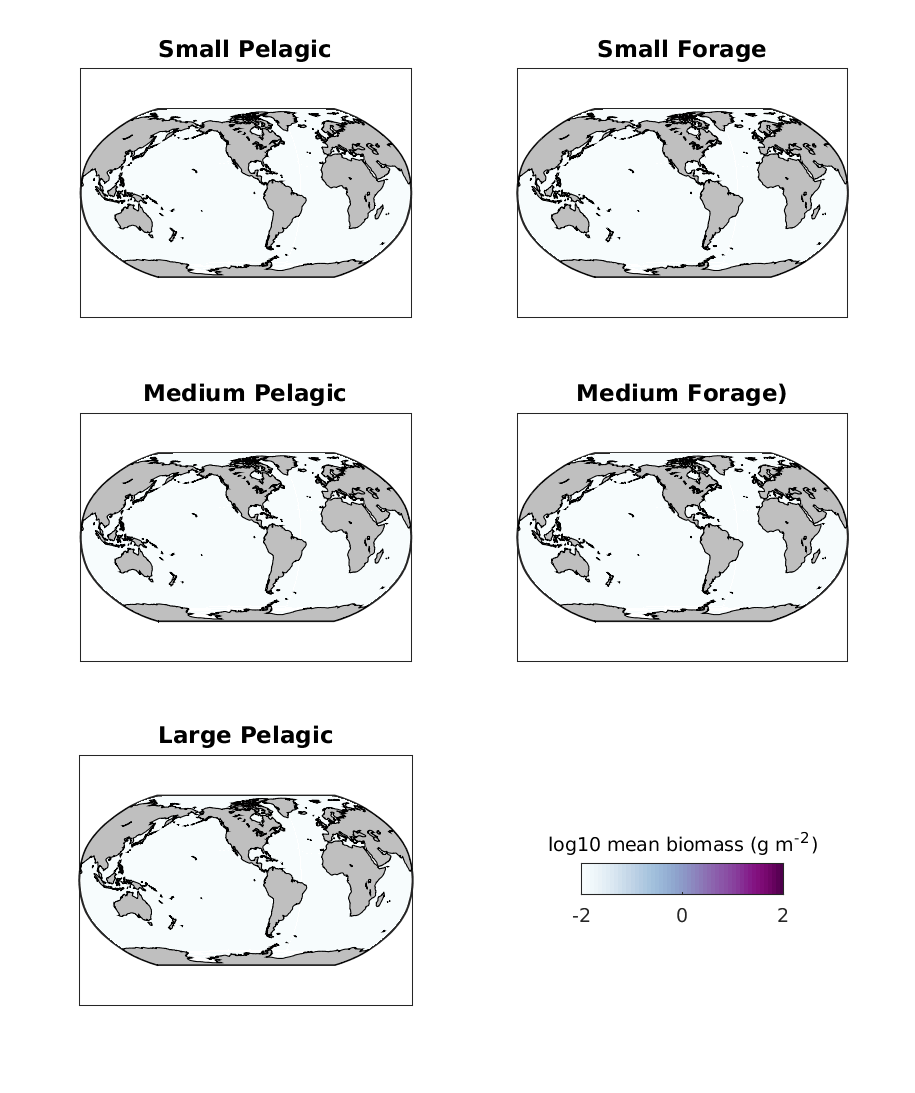 Small Pelagic
Small Forage
Medium Pelagic
Medium Forage)
Large Pelagic
log10 mean biomass (g m-2)
-2 0 2